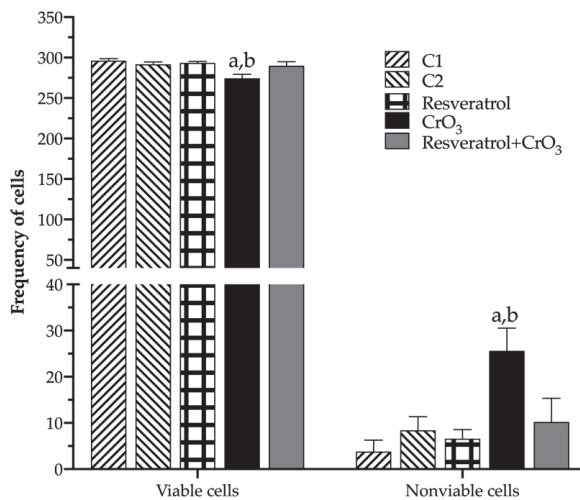 350
300
250
200
150
100
50
40
30
20
10
0
Frequency of cells
a,b
C1
C2
Resveratrol
CrO₃
Resveratrol+CrO₃
a,b
Viable cells
Nonviable cells